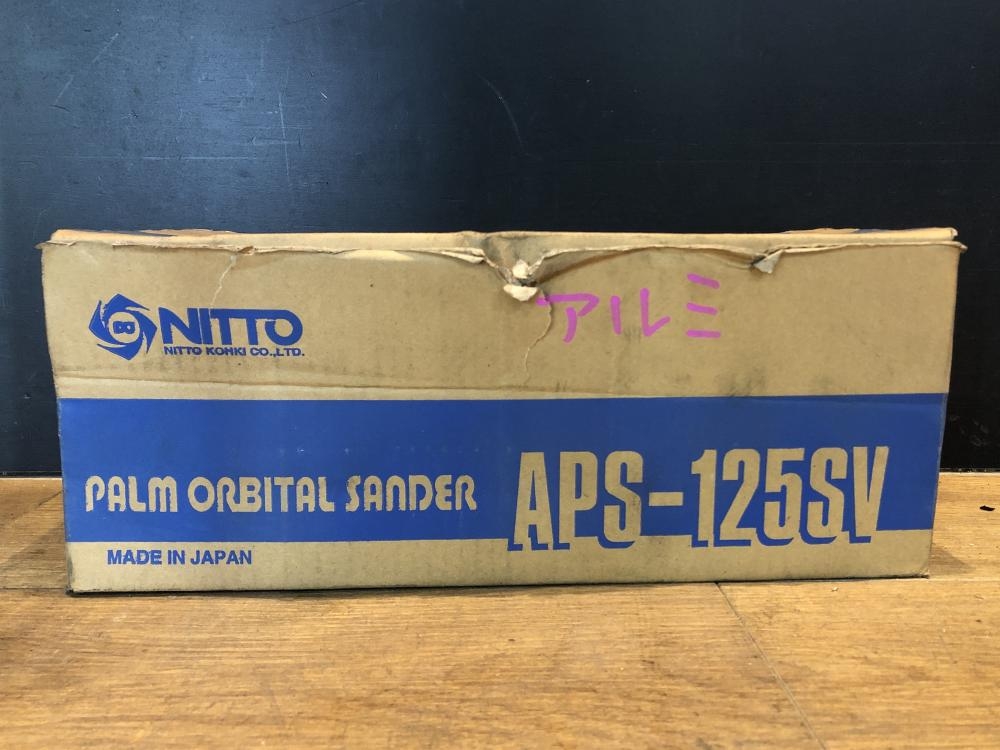 NITTO
NITTO KOHKI CO.,LTD.
アルミ
PALM ORBITAL SANDER
APS-125SV
MADE IN JAPAN